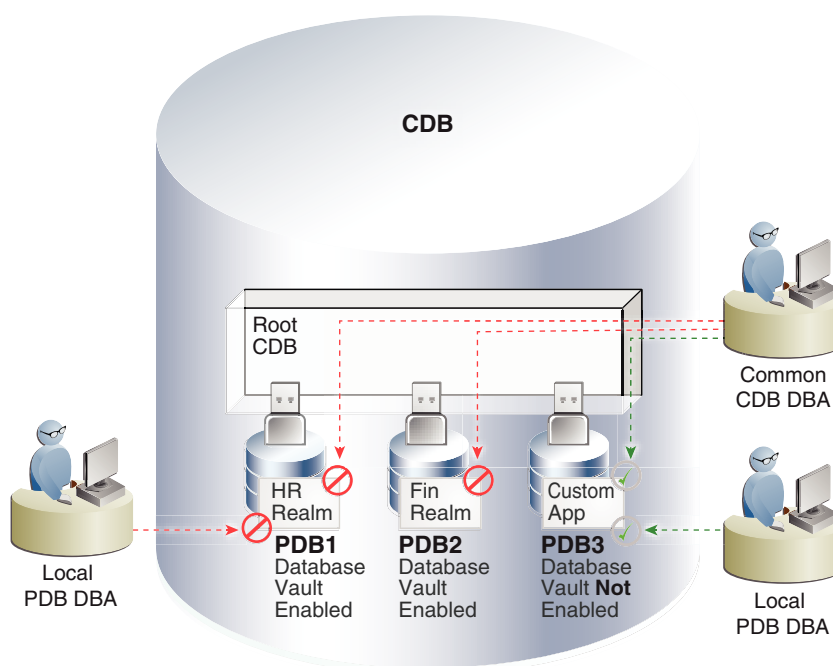 CDB
Root
CDB
Common
CDB DBA
HR
Realm
Fin
Realm
Custom
App
PDB1
Database
Vault
Enabled
PDB2
Database
Vault
Enabled
PDB3
Database
Vault Not
Enabled
Local
PDB DBA
Local
PDB DBA